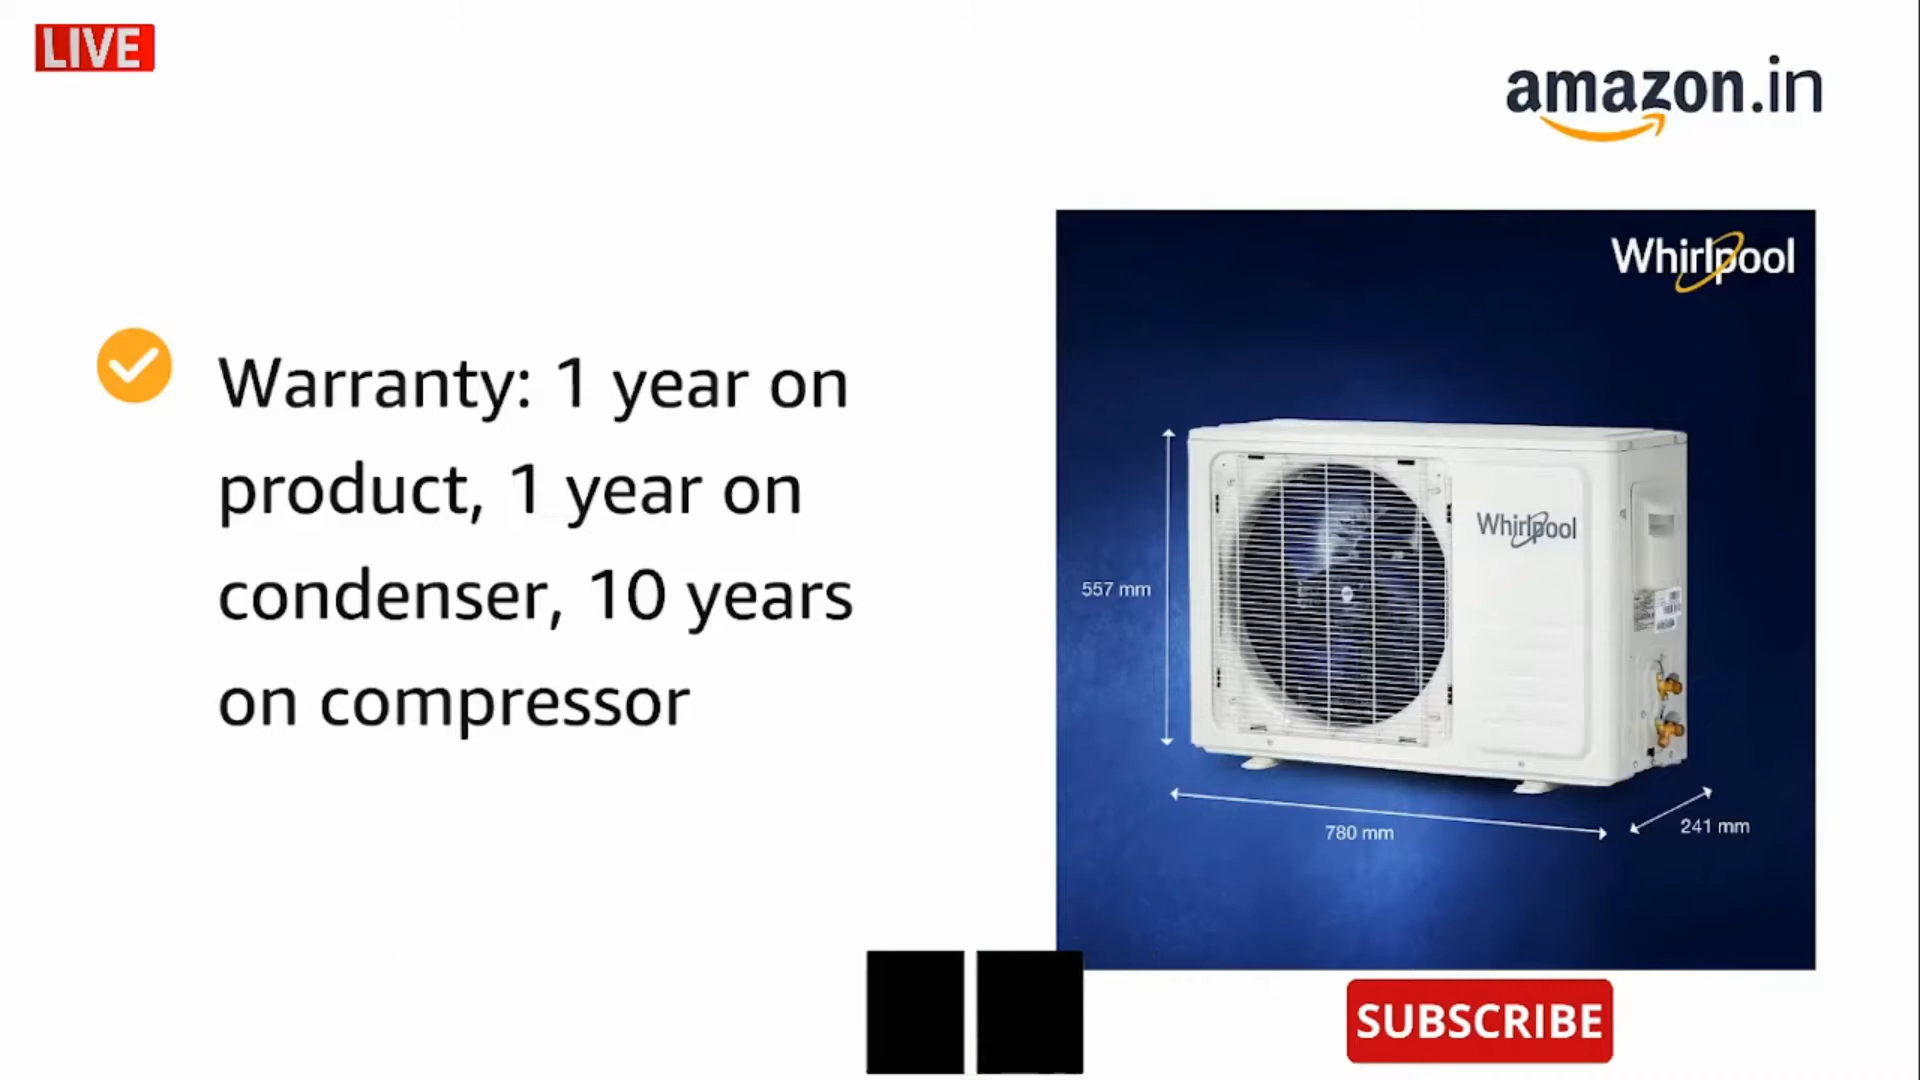 LIVE
amazon.in
Warranty: 1 year on
product, 1 year on
condenser, 10 years
on compressor
Whirlpool
Whirlpool
557 mm
780 mm
241 mm
SUBSCRIBE